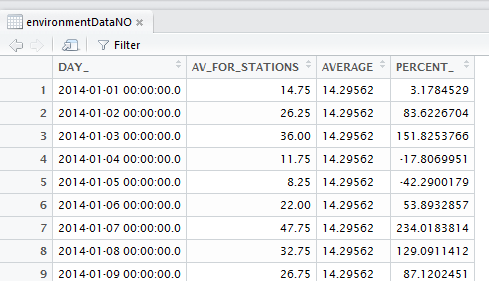 environmentDataNO
Filter
DAY_ AV_FOR_STATIONS AVERAGE PERCENT_
1 2014-01-01 00:00:00.0 14.75 14.29562 3.1784529
2 2014-01-02 00:00:00.0 26.25 14.29562 83.6226704
3 2014-01-03 00:00:00.0 36.00 14.29562 151.8253766
4 2014-01-04 00:00:00.0 11.75 14.29562 -17.8069951
5 2014-01-05 00:00:00.0 8.25 14.29562 -42.2900179
6 2014-01-06 00:00:00.0 22.00 14.29562 53.8932857
7 2014-01-07 00:00:00.0 47.75 14.29562 234.0183814
8 2014-01-08 00:00:00.0 32.75 14.29562 129.0911412
9 2014-01-09 00:00:00.0 26.75 14.29562 87.1202451